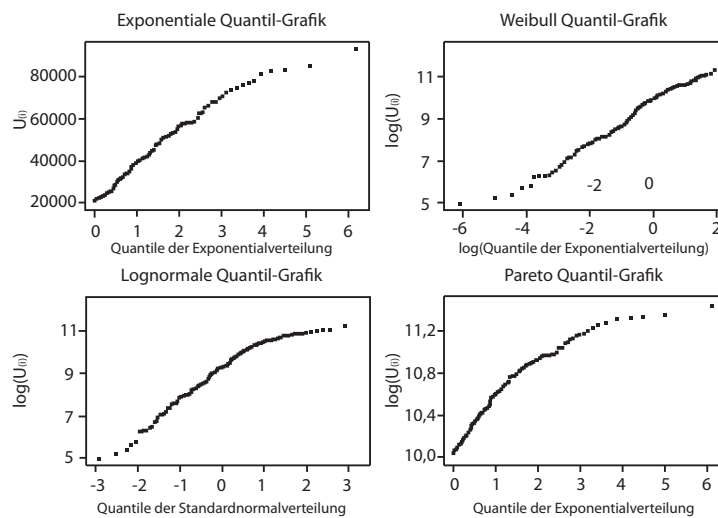 Exponentiale Quantil-Grafik
U(i)
80000
60000
40000
20000
0 1 2 3 4 5 6
Quantile der Exponentialverteilung
Weibull Quantil-Grafik
log(U(i))
11
9
7
5
-2 0
-6 -4 -2 0 2
log(Quantile der Exponentialverteilung)
Lognormale Quantil-Grafik
log(U(i))
11
9
7
5
-3 -2 -1 0 1 2 3
Quantile der Standardnormalverteilung
Pareto Quantil-Grafik
log(U(i))
11,2
10,8
10,4
10,0
0 1 2 3 4 5 6
Quantile der Exponentialverteilung